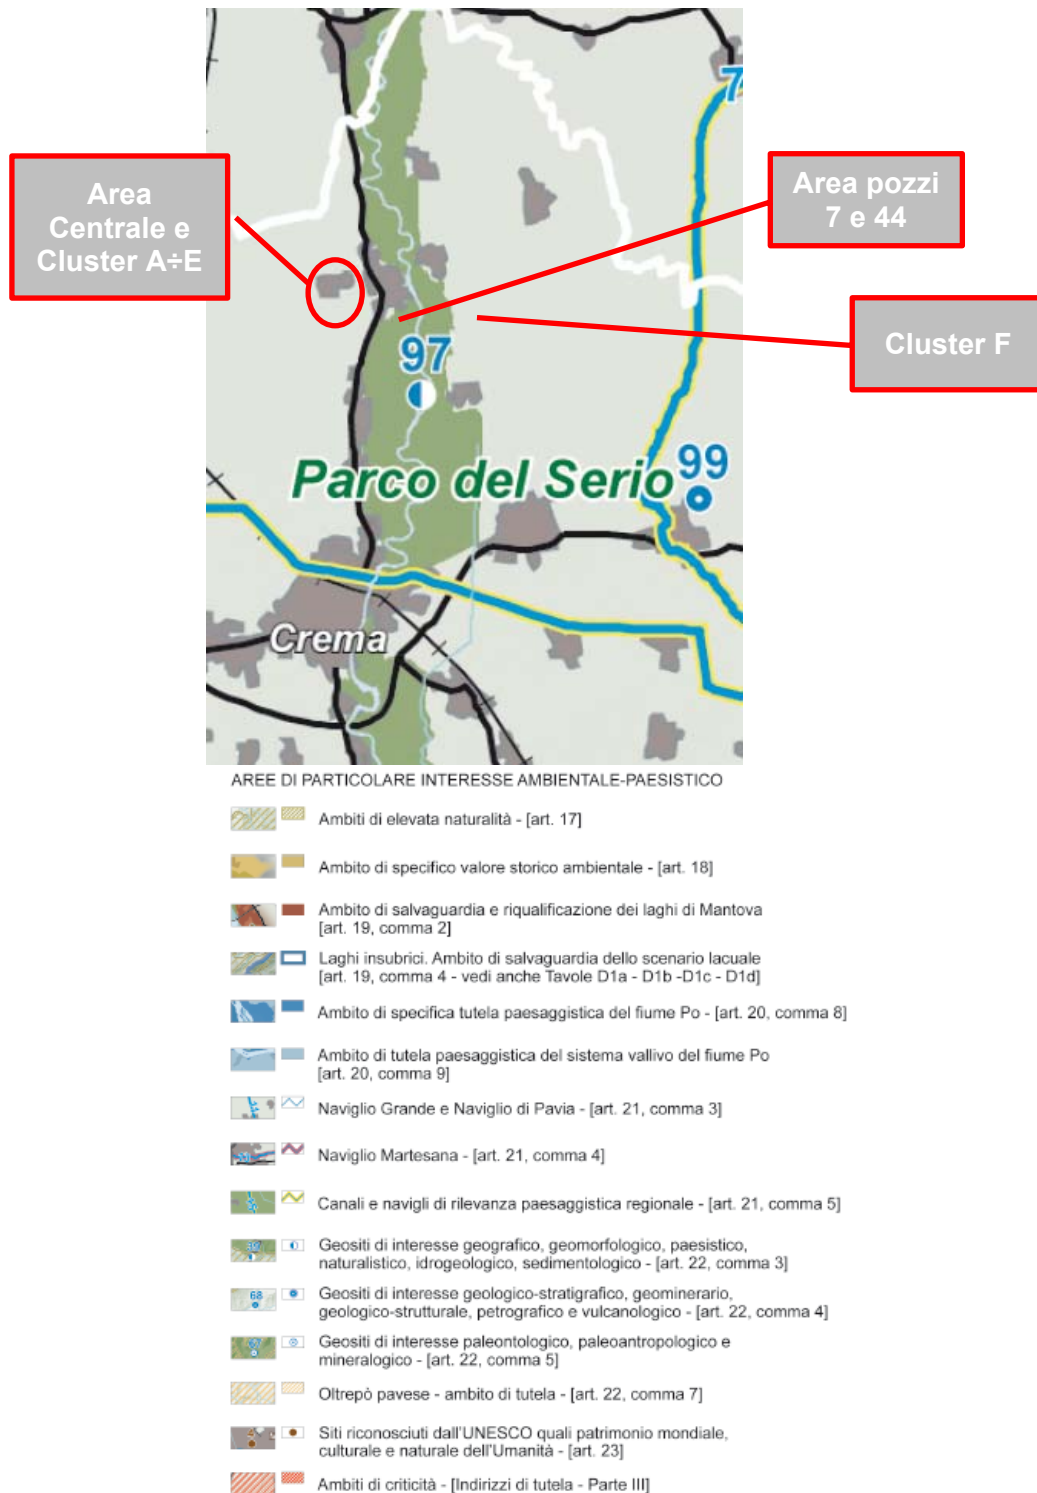 7
Area
Centrale e
Cluster A÷E
Area pozzi
7 e 44
Cluster F
97
Parco del Serio
99
Crema
AREE DI PARTICOLARE INTERESSE AMBIENTALE-PAESISTICO
Ambiti di elevata naturalità - [art. 17]
Ambito di specifico valore storico ambientale - [art. 18]
Ambito di salvaguardia e riqualificazione dei laghi di Mantova
[art. 19, comma 2]
Laghi insubrici. Ambito di salvaguardia dello scenario lacuale
[art. 19, comma 4 - vedi anche Tavole D1a - D1b -D1c - D1d]
Ambito di specifica tutela paesaggistica del fiume Po - [art. 20, comma 8]
Ambito di tutela paesaggistica del sistema vallivo del fiume Po
[art. 20, comma 9]
Naviglio Grande e Naviglio di Pavia - [art. 21, comma 3]
Naviglio Martesana - [art. 21, comma 4]
Canali e navigli di rilevanza paesaggistica regionale - [art. 21, comma 5]
Geositi di interesse geografico, geomorfologico, paesistico,
naturalistico, idrogeologico, sedimentologico - [art. 22, comma 3]
68
Geositi di interesse geologico-stratigrafico, geominerario,
geologico-strutturale, petrografico e vulcanologico - [art. 22, comma 4]
Geositi di interesse paleontologico, paleoantropologico e
mineralogico - [art. 22, comma 5]
Oltrepò pavese - ambito di tutela - [art. 22, comma 7]
Siti riconosciuti dall'UNESCO quali patrimonio mondiale,
culturale e naturale dell'Umanità - [art. 23]
Ambiti di criticità - [Indirizzi di tutela - Parte III]